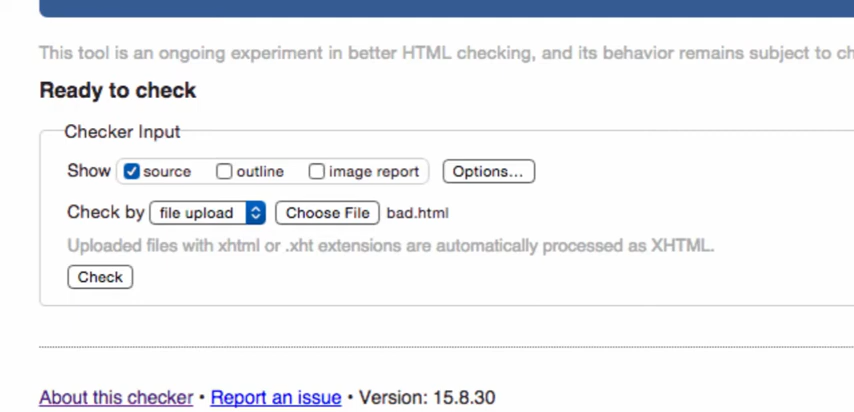 This tool is an ongoing experiment in better HTML checking, and its behavior remains subject to
Ready to check
Checker Input
Show source outline image report Options...
Check by file upload Choose File bad.html
Uploaded files with xhtml or .xht extensions are automatically processed as XHTML.
Check
About this checker • Report an issue • Version: 15.8.30